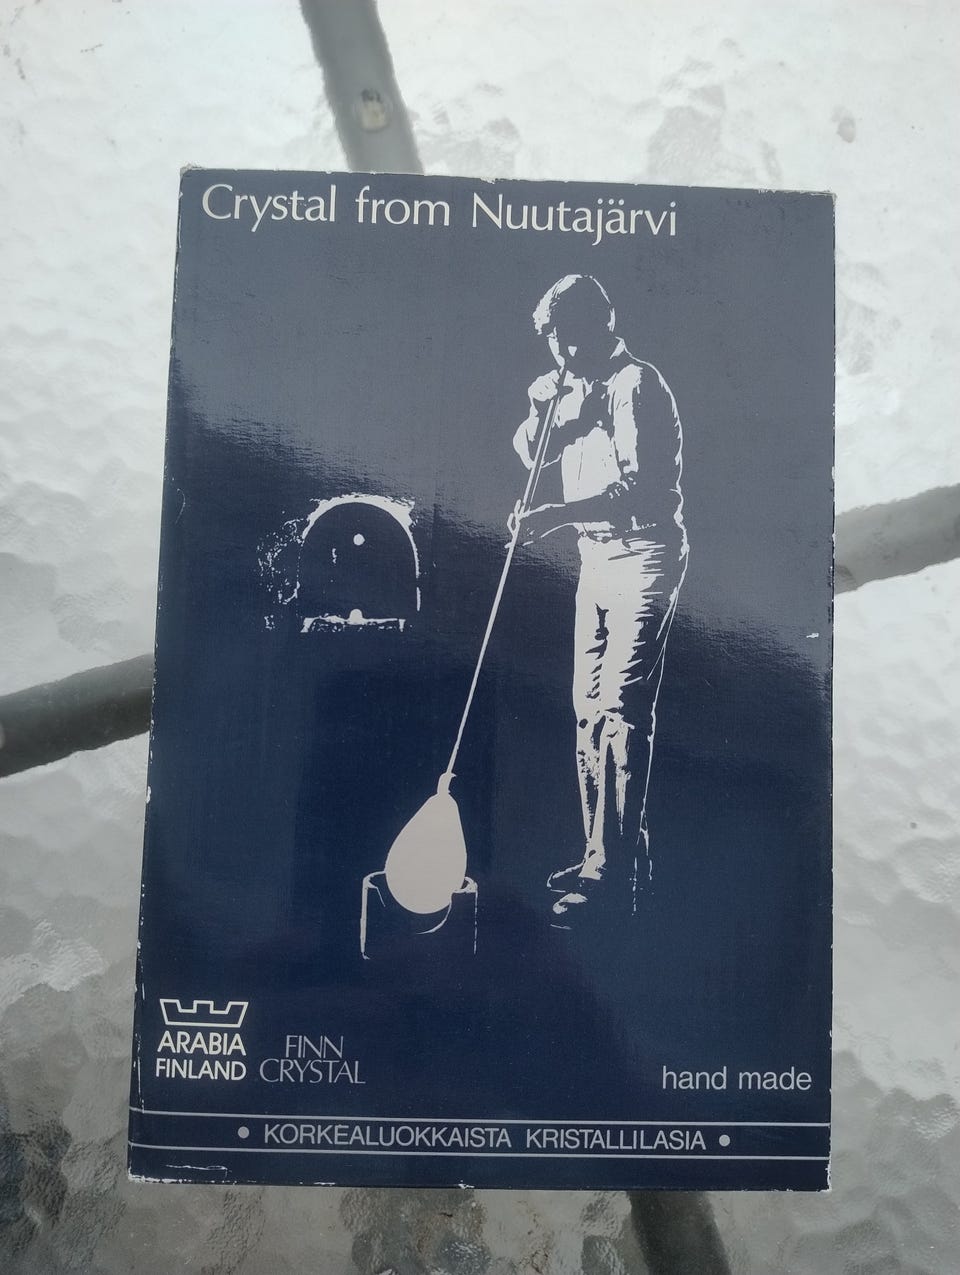 Crystal from Nuutajärvi
ARABIA
FINLAND
FINN
CRYSTAL
hand made
• KORKEALUOKKAISTA KRISTALLILASIA •